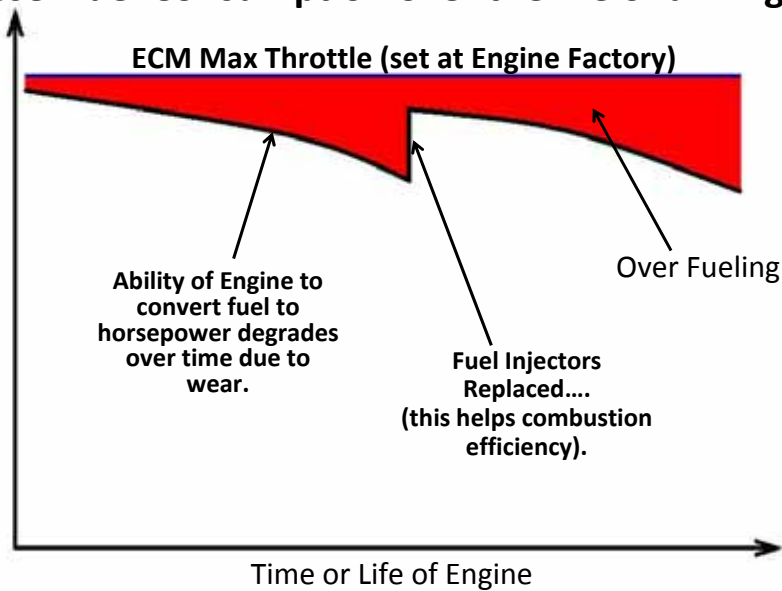 ECM Max Throttle (set at Engine Factory)
Ability of Engine to
convert fuel to
horsepower degrades
over time due to
wear.
Over Fueling
Fuel Injectors
Replaced....
(this helps combustion
efficiency).
Time or Life of Engine